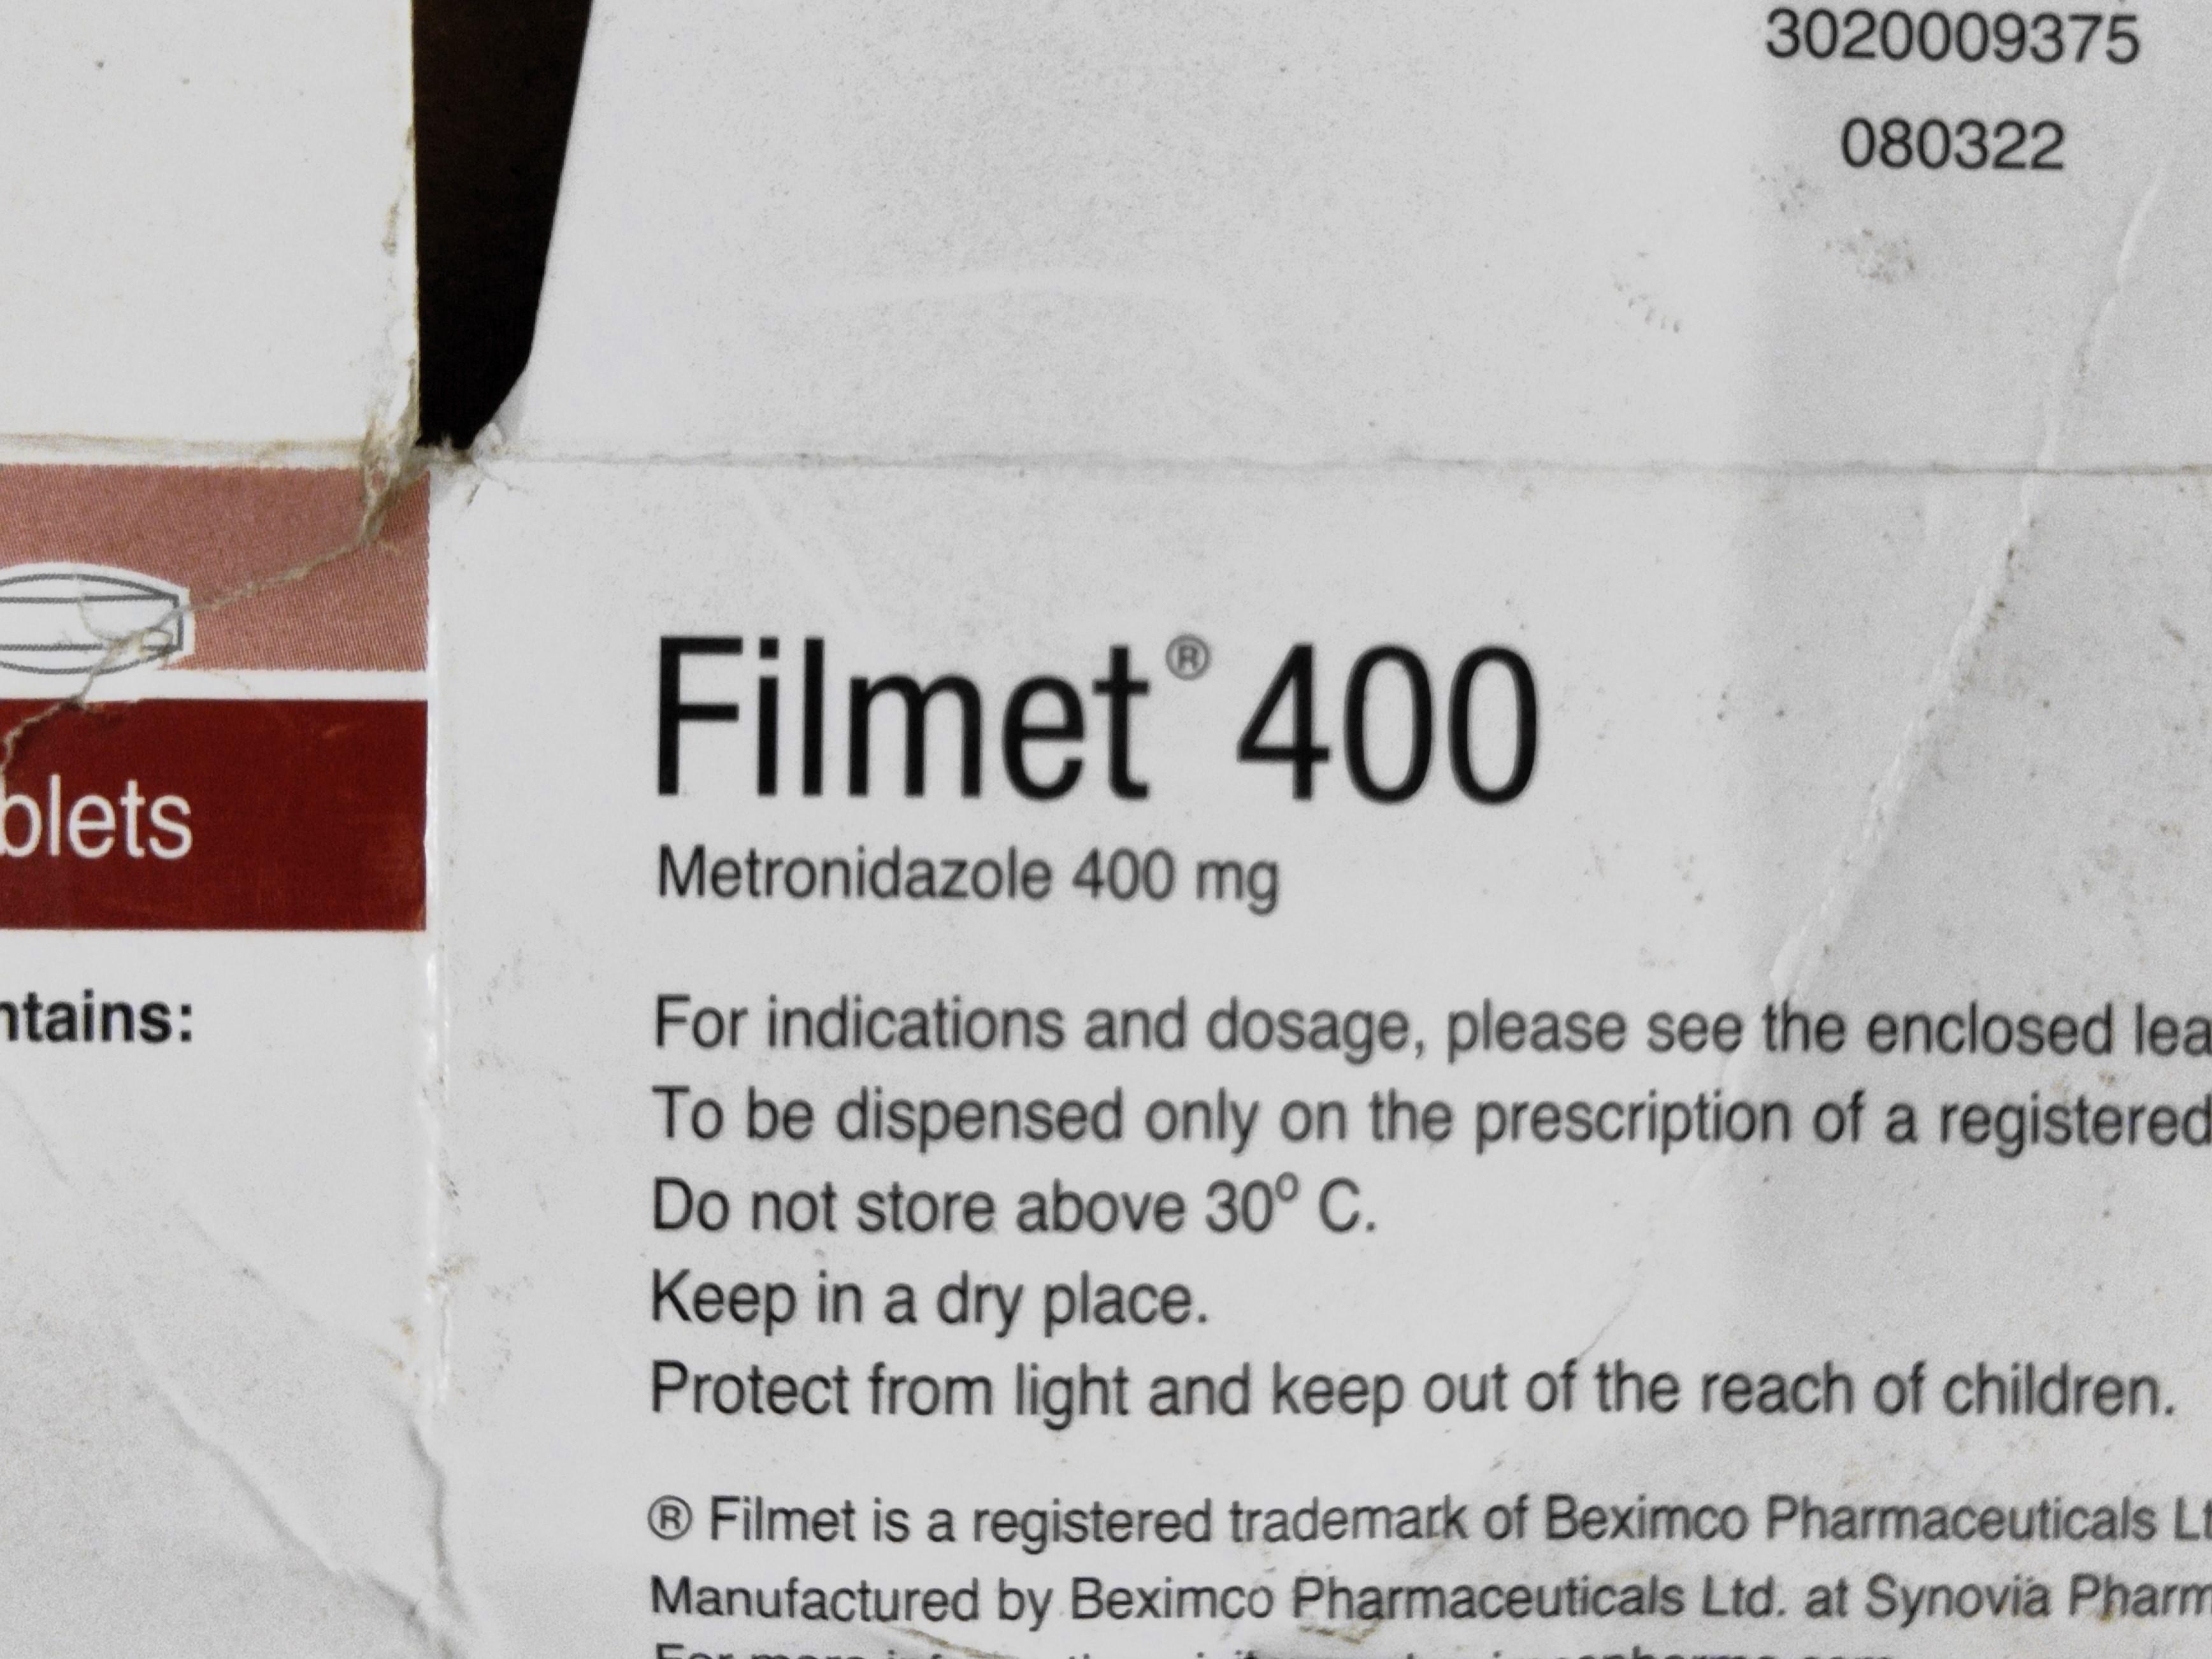 3020009375
080322
blets
ntains:
Filmet® 400
Metronidazole 400 mg
For indications and dosage, please see the enclosed lea
To be dispensed only on the prescription of a registered
Do not store above 30º C.
Keep in a dry place.
Protect from light and keep out of the reach of children.
® Filmet is a registered trademark of Beximco Pharmaceuticals Lt
Manufactured by Beximco Pharmaceuticals Ltd. at Synovia Pharm
For more